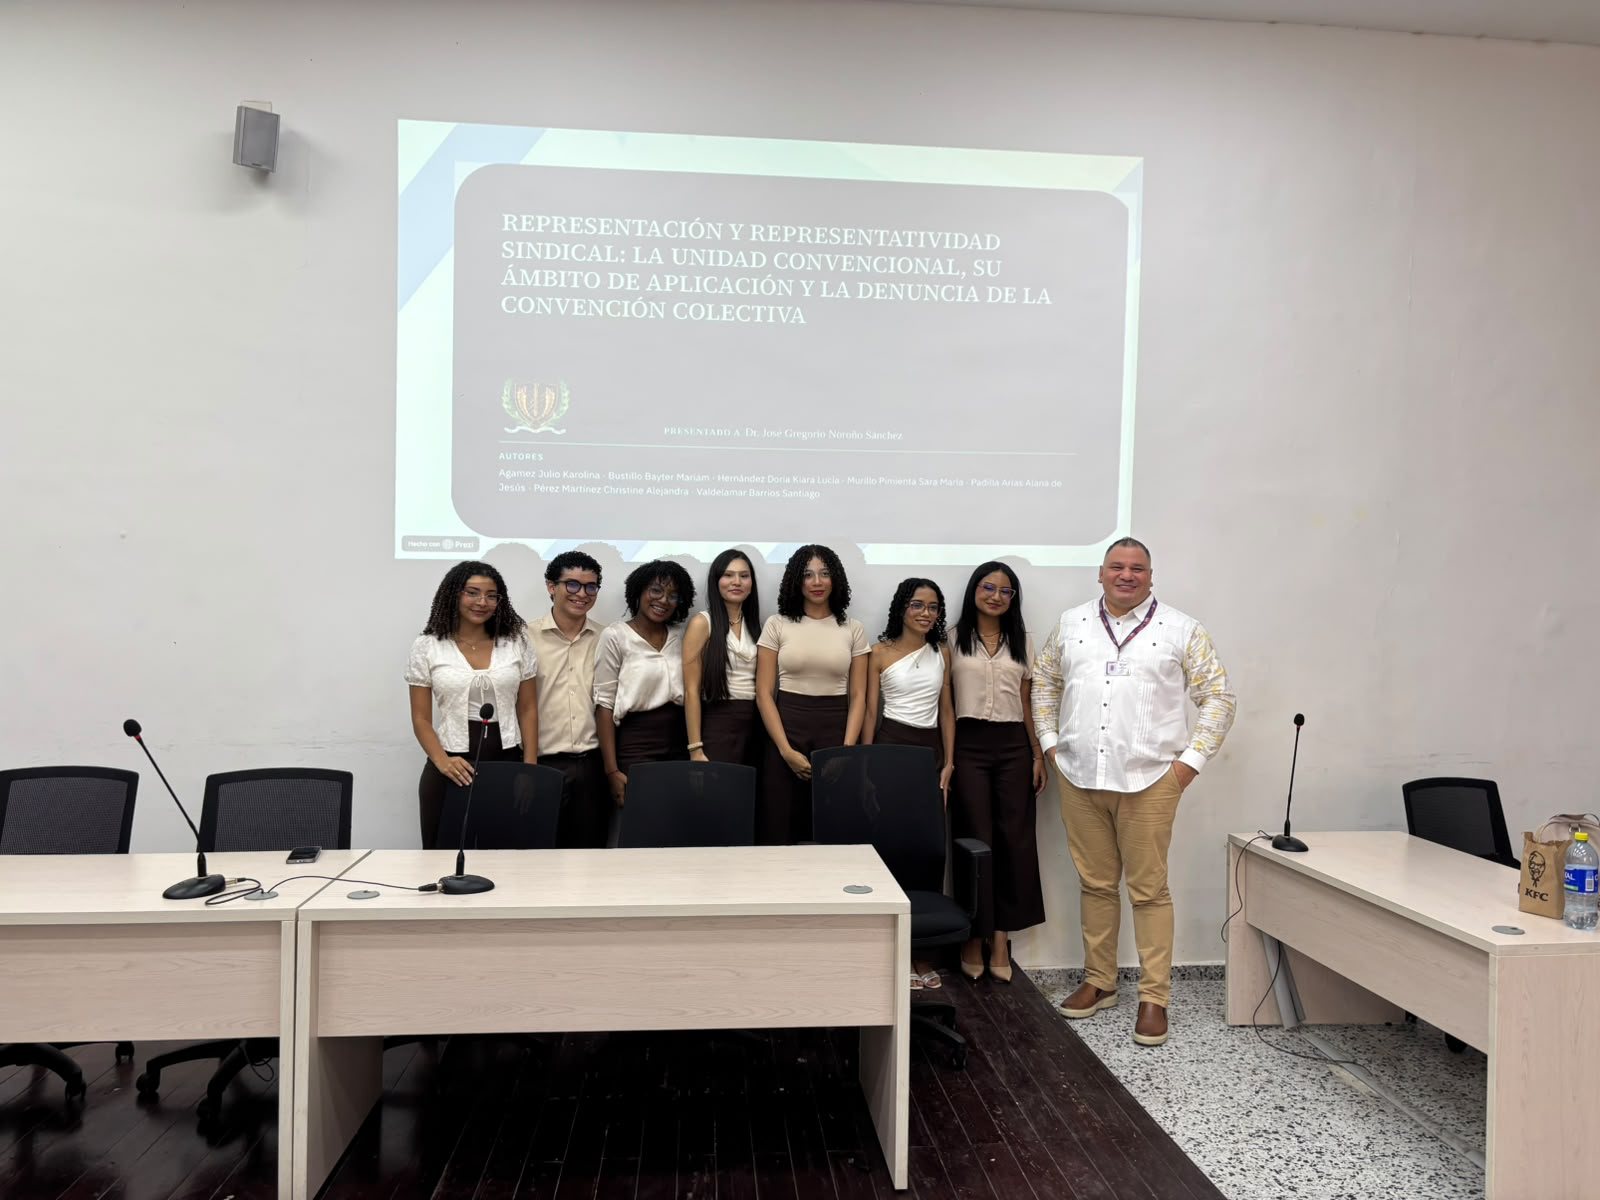 REPRESENTACIÓN Y REPRESENTATIVIDAD
SINDICAL: LA UNIDAD CONVENCIONAL, SU
ÁMBITO DE APLICACIÓN Y LA DENUNCIA DE LA
CONVENCIÓN COLECTIVA
PRESENTADO A Dr. José Gregorio Noroño Sánchez
AUTORES
Agamez Julio Karolina · Bustillo Bayter Mariam · Hernández Doria Kiara Lucía · Murillo Pimienta Sara María · Padilla Arias Alana de
Jesús · Pérez Martínez Christine Alejandra · Valdelamar Barrios Santiago
Hecho con Prezi
KFC